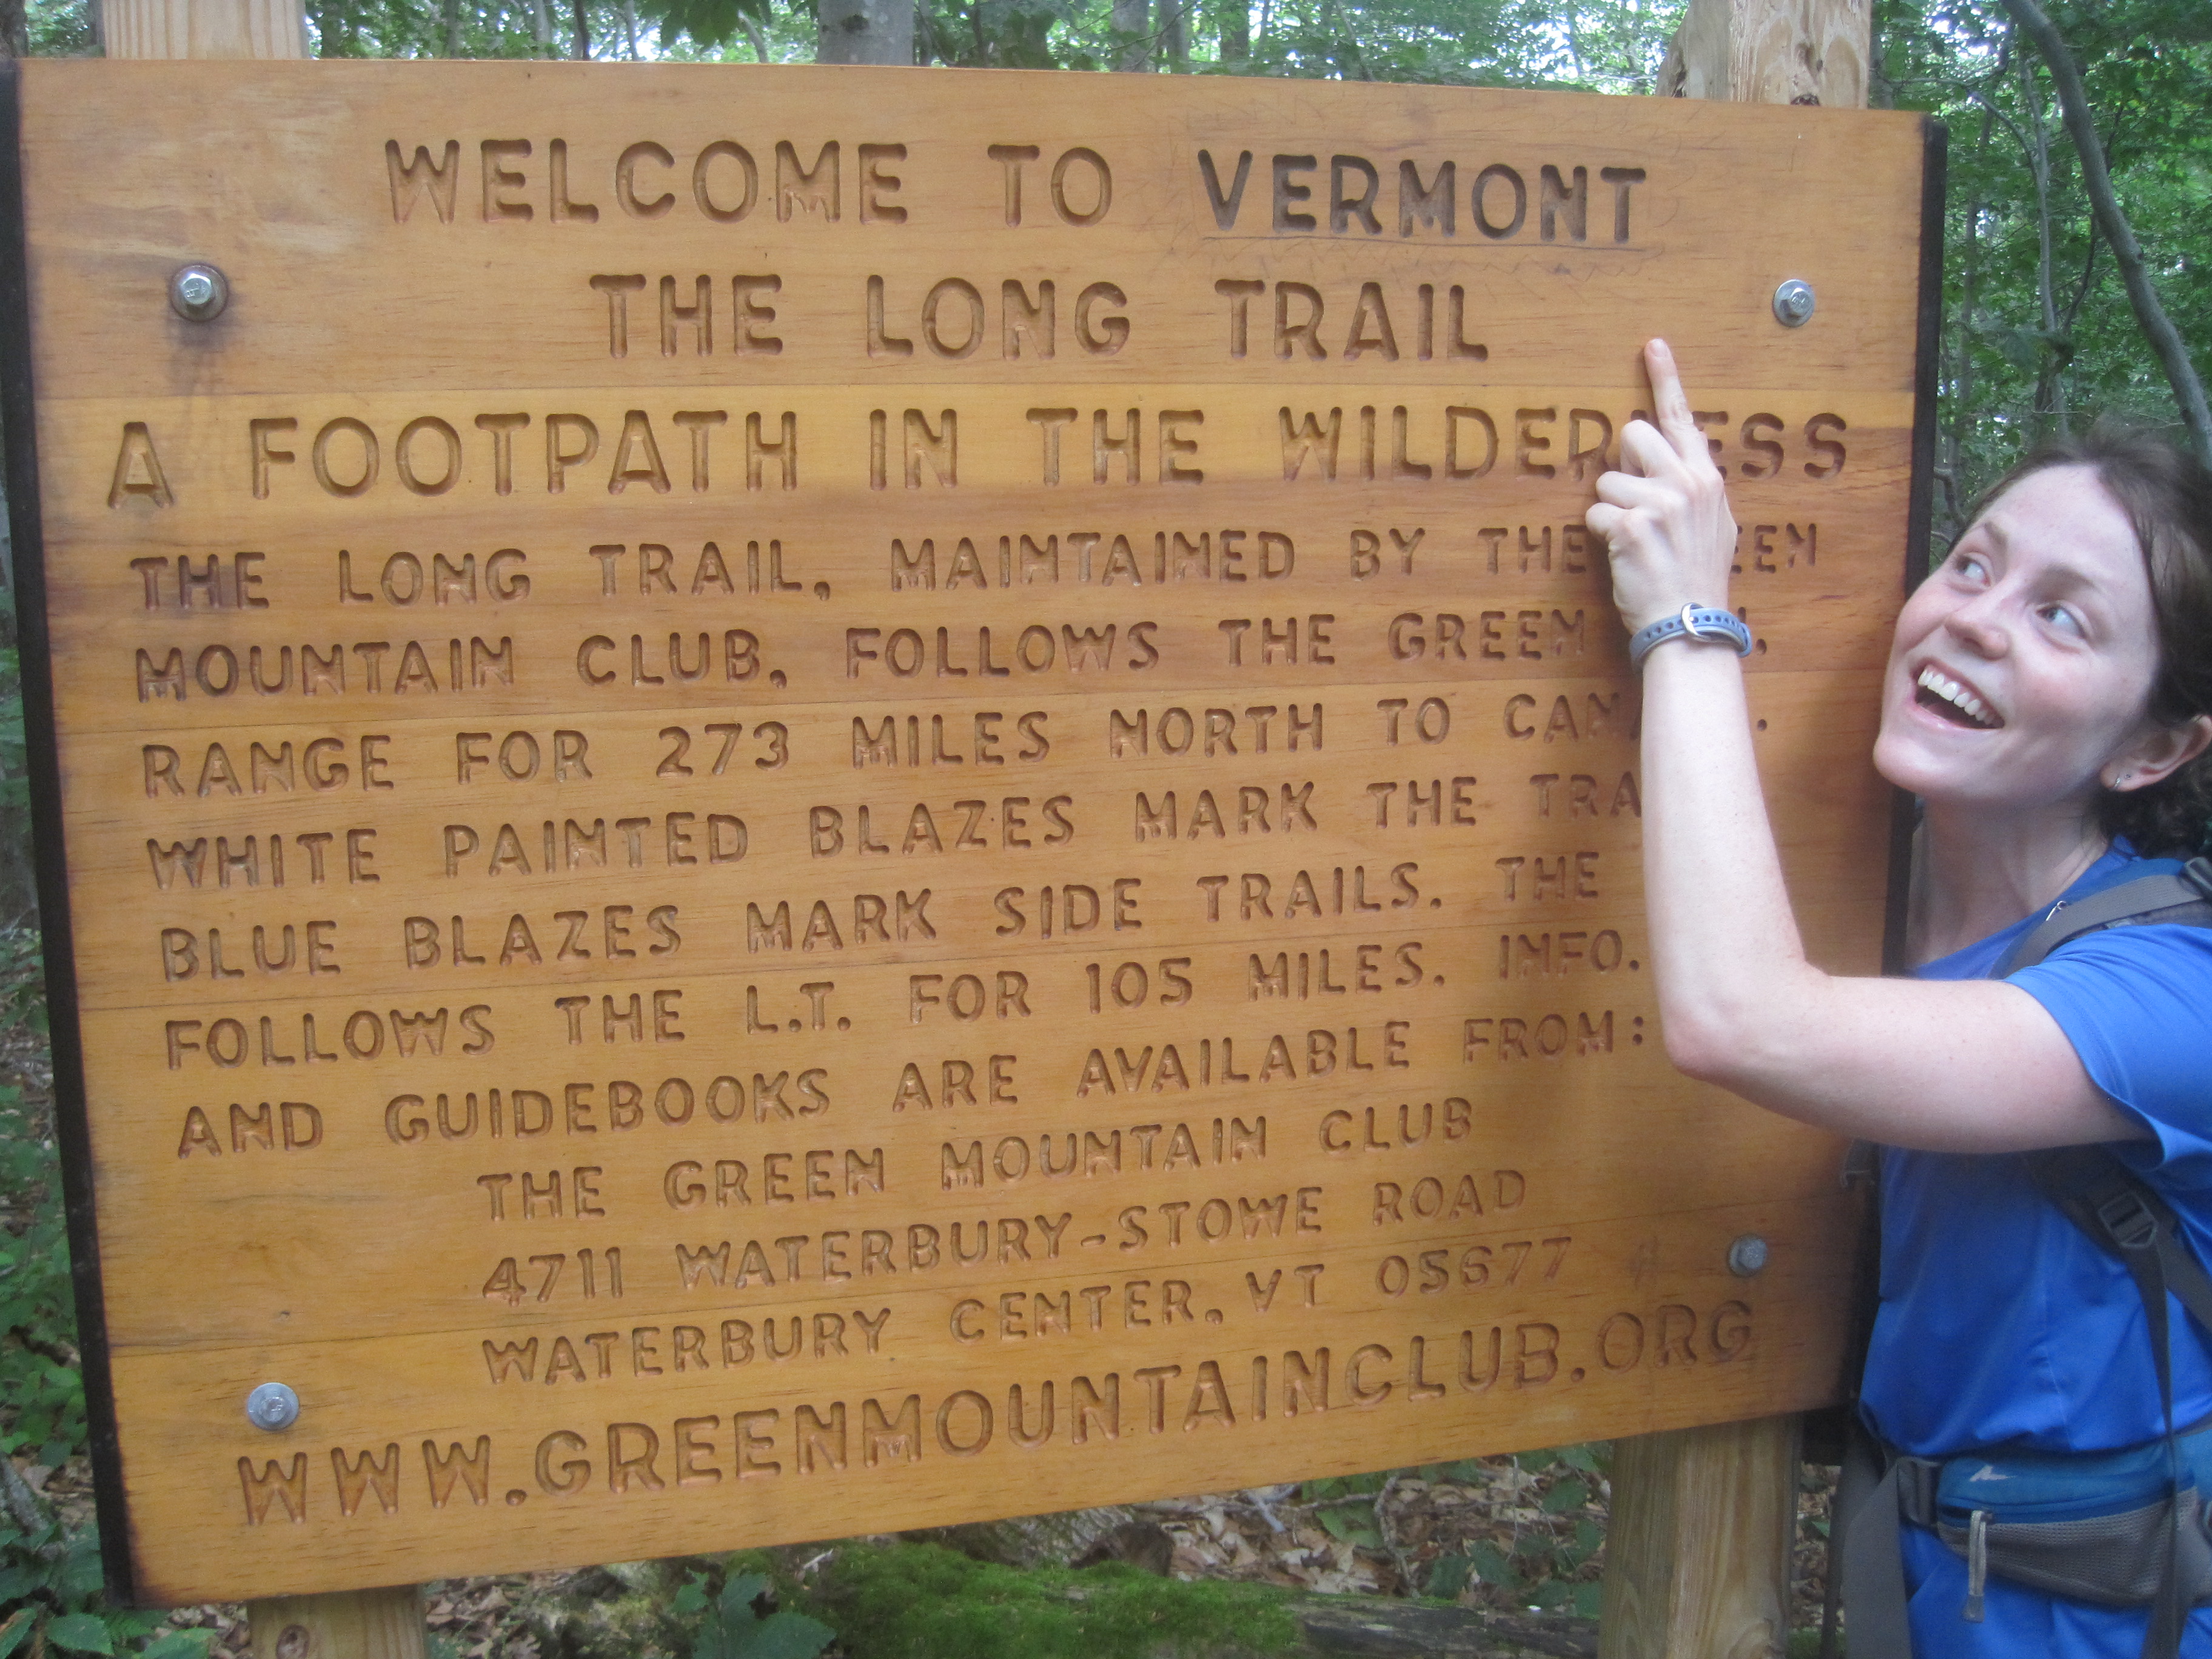 WELCOME TO VERMONT
THE LONG TRAIL
A FOOTPATH IN THE WILDERNESS
THE LONG TRAIL, MAINTAINED BY THE
MOUNTAIN CLUB, FOLLOWS THE GREEN
RANGE FOR 273 MILES NORTH TO
WHITE PAINTED BLAZES MARK THE
BLUE BLAZES MARK SIDE TRAILS. THE
FOLLOWS THE L.T. FOR 105 MILES. INFO.
AND GUIDEBOOKS ARE AVAILABLE FROM:
THE GREEN MOUNTAIN CLUB
4711 WATERBURY-STOWE ROAD
WATERBURY CENTER, VT 05677
WWW.GREENMOUNTAINCLUB.ORG